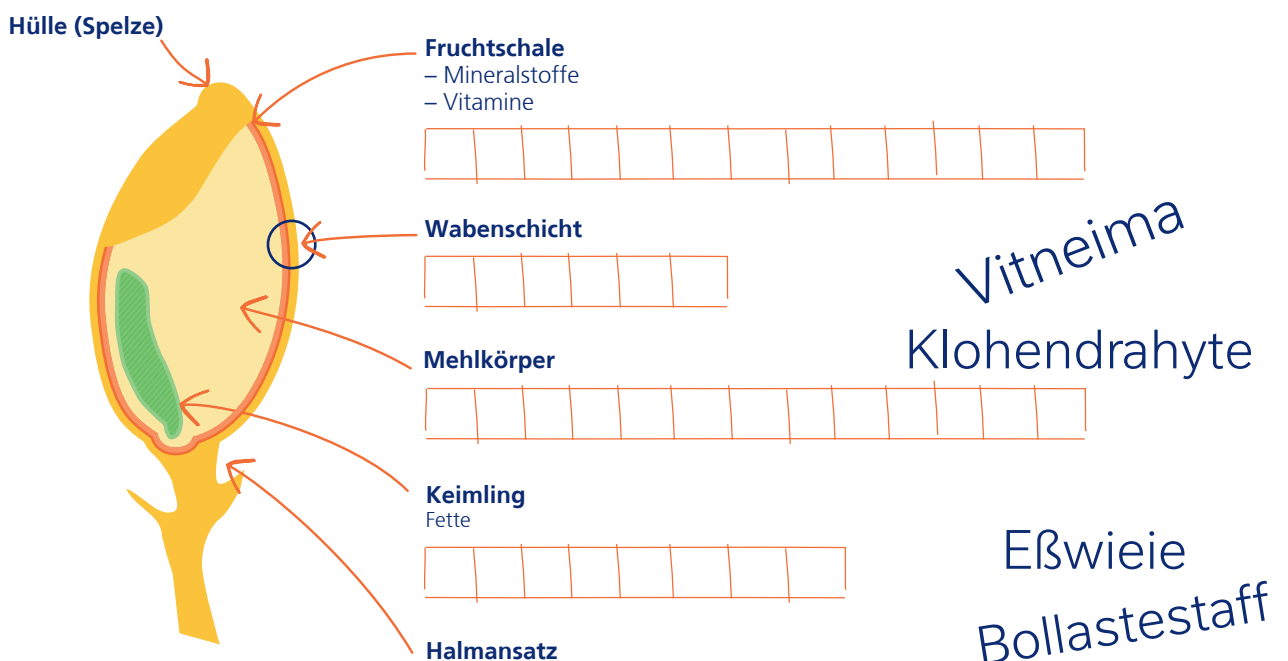 Hülle (Spelze)
Fruchtschale
– Mineralstoffe
– Vitamine
Wabenschicht
Mehlkörper
Keimling
Fette
Halmansatz
Vitneima
Klohendrahyte
Eßwieie
Bollastestaff